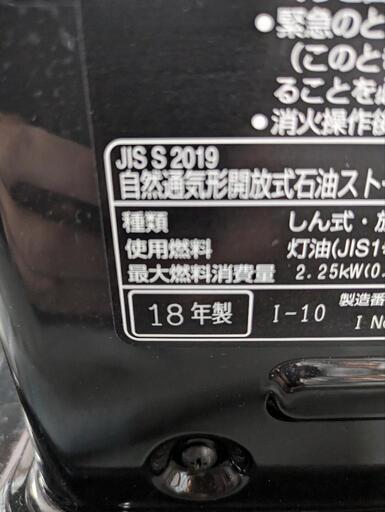 ●緊急のと
(このと
ることを
●消火操作
JIS S 2019
自然通気形開放式石油スト
種類 しん式・
使用燃料 灯油(JIS1
最大燃料消費量 2.25kW(0.
18年製 I-10 製造番
I No